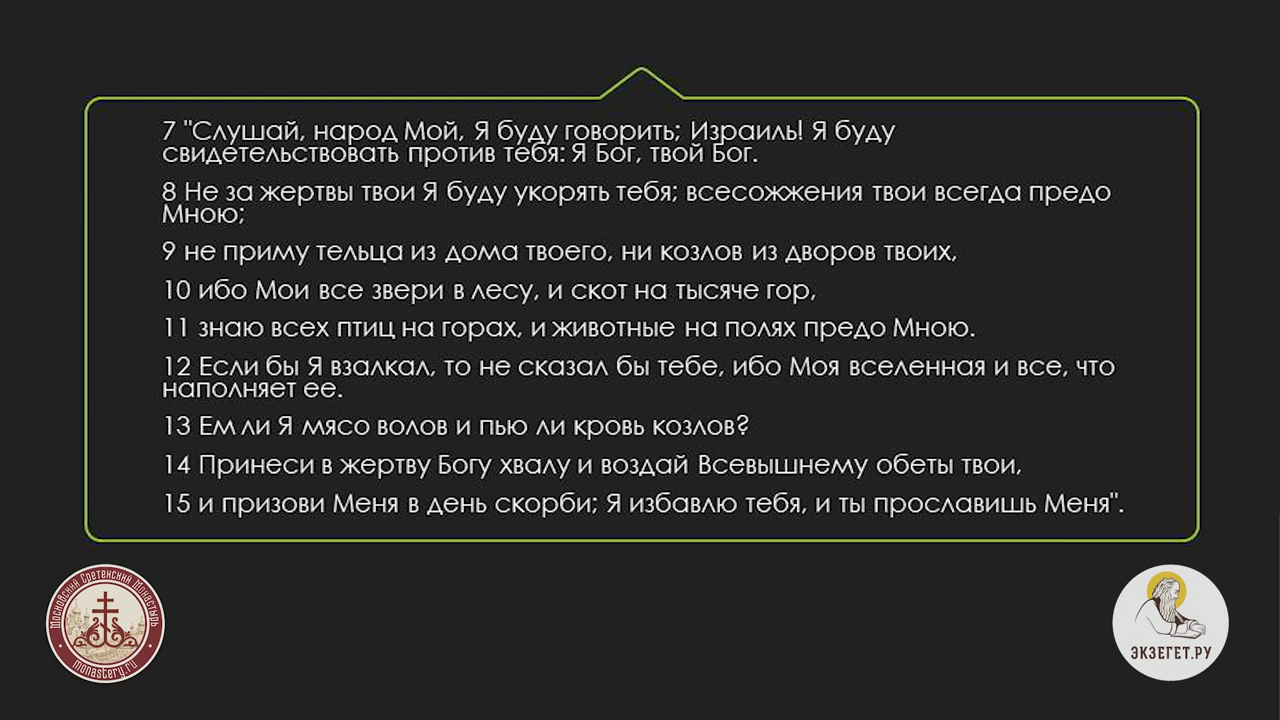 7 "Слушай, народ Мой, Я буду говорить; Израиль! Я буду
свидетельствовать против тебя: Я Бог, твой Бог.
8 Не за жертвы твои Я буду укорять тебя; всесожжения твои всегда предо
Мною;
9 не приму тельца из дома твоего, ни козлов из дворов твоих,
10 ибо Мои все звери в лесу, и скот на тысяче гор,
11 знаю всех птиц на горах, и животные на полях предо Мною.
12 Если бы Я взалкал, то не сказал бы тебе, ибо Моя вселенная и все, что
наполняет ее.
13 Ем ли Я мясо волов и пью ли кровь козлов?
14 Принеси в жертву Богу хвалу и воздай Всевышнему обеты твои,
15 и призови Меня в день скорби; Я избавлю тебя, и ты прославишь Меня".
Московский Сретенский Монастырь
monastery.ru
ЭКЗЕГЕТ.РУ